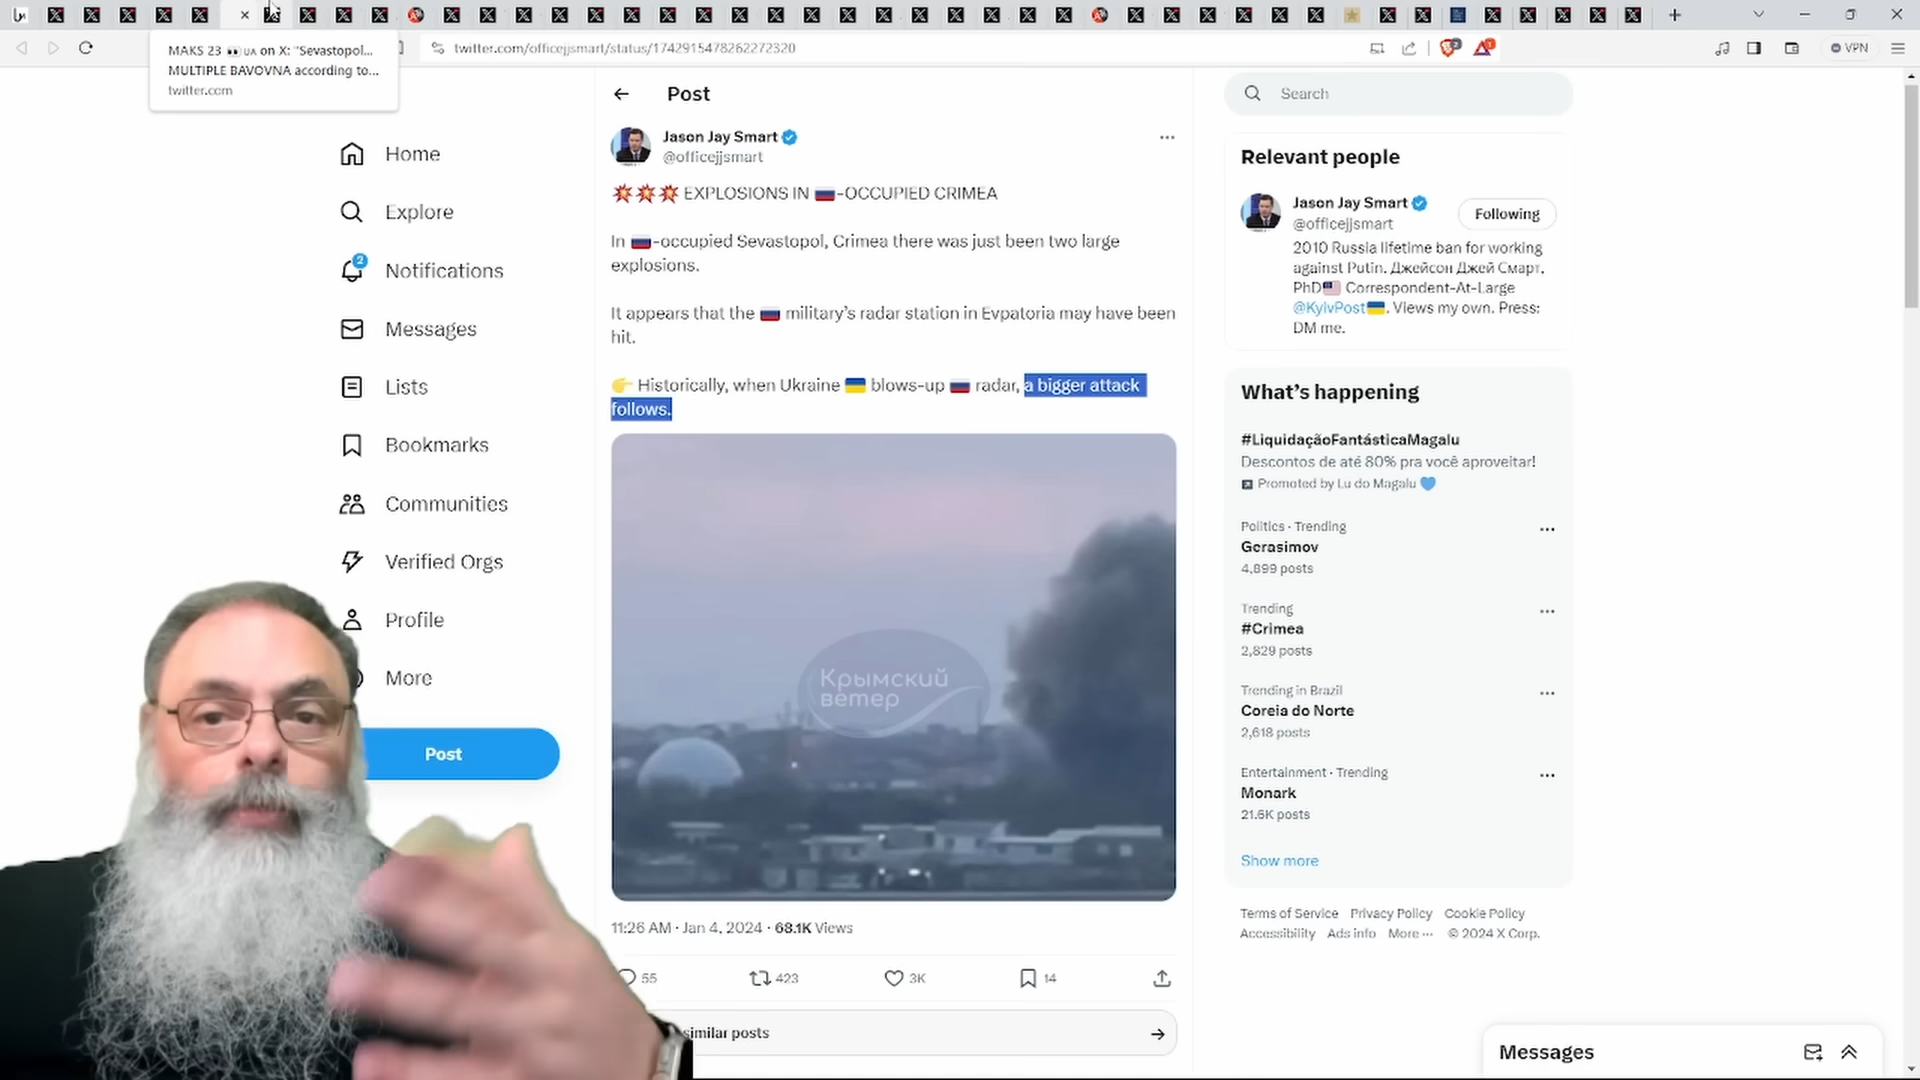 MAKS 23 👀 UA on X: "Sevastopol...
MULTIPLE BAVOVNA according to...
twitter.com
twitter.com/officejjsmart/status/1742915478262272320
VPN
Home
Explore
2
Notifications
Messages
Lists
Bookmarks
Communities
Verified Orgs
Profile
More
Post
Post
Jason Jay Smart
@officejjsmart
💥💥💥 EXPLOSIONS IN 🇷🇺-OCCUPIED CRIMEA
In 🇷🇺-occupied Sevastopol, Crimea there was just been two large
explosions.
It appears that the 🇷🇺 military's radar station in Evpatoria may have been
hit.
👉 Historically, when Ukraine 🇺🇦 blows-up 🇷🇺 radar, a bigger attack
follows.
Крымский
ветер
11:26 AM · Jan 4, 2024 · 68.1K Views
55
423
3K
14
similar posts
Search
Relevant people
Jason Jay Smart
@officejjsmart
Following
2010 Russia lifetime ban for working
against Putin. Джейсон Джей Смарт,
PhD🇺🇸 Correspondent-At-Large
@KyivPost🇺🇦. Views my own. Press:
DM me.
What's happening
#LiquidaçãoFantásticaMagalu
Descontos de até 80% pra você aproveitar!
Promoted by Lu do Magalu 💙
Politics · Trending
Gerasimov
4,899 posts
Trending
#Crimea
2,829 posts
Trending in Brazil
Coreia do Norte
2,618 posts
Entertainment · Trending
Monark
21.6K posts
Show more
Terms of Service Privacy Policy Cookie Policy
Accessibility Ads info More ··· © 2024 X Corp.
Messages